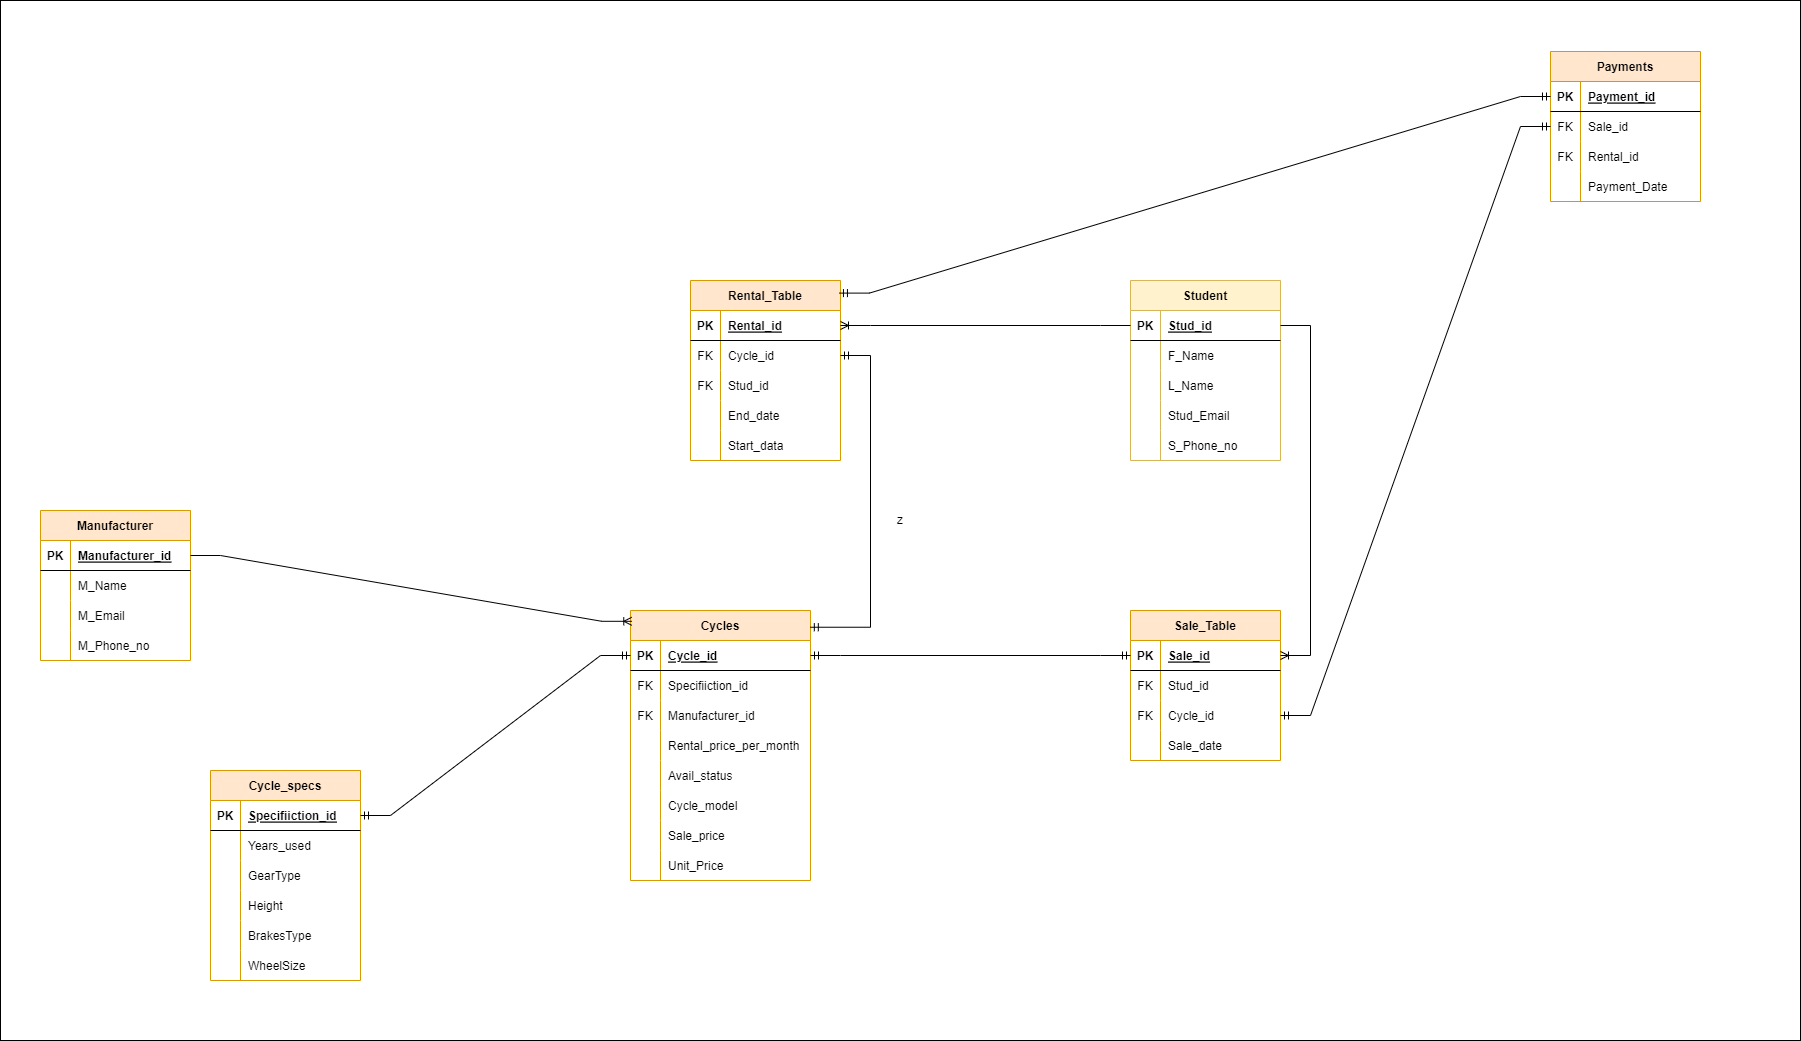 Payments
PK Payment_id
FK Sale_id
FK Rental_id
Payment_Date
Rental_Table
PK Rental_id
FK Cycle_id
FK Stud_id
End_date
Start_data
Student
PK Stud_id
F_Name
L_Name
Stud_Email
S_Phone_no
z
Manufacturer
PK Manufacturer_id
M_Name
M_Email
M_Phone_no
Cycles
PK Cycle_id
FK Specifiiction_id
FK Manufacturer_id
Rental_price_per_month
Avail_status
Cycle_model
Sale_price
Unit_Price
Sale_Table
PK Sale_id
FK Stud_id
FK Cycle_id
Sale_date
Cycle_specs
PK Specifiiction_id
Years_used
GearType
Height
BrakesType
WheelSize